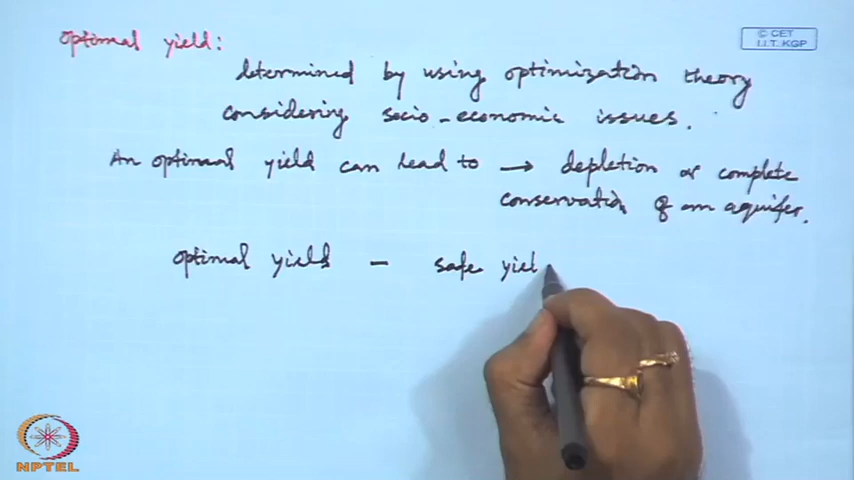 optimal yield:
© CET
I.I.T. KGP
determined by using optimization theory
considering socio-economic issues.
An optimal yield can lead to → depletion or complete
conservation of an aquifer.
optimal yield - safe yiel
NPTEL